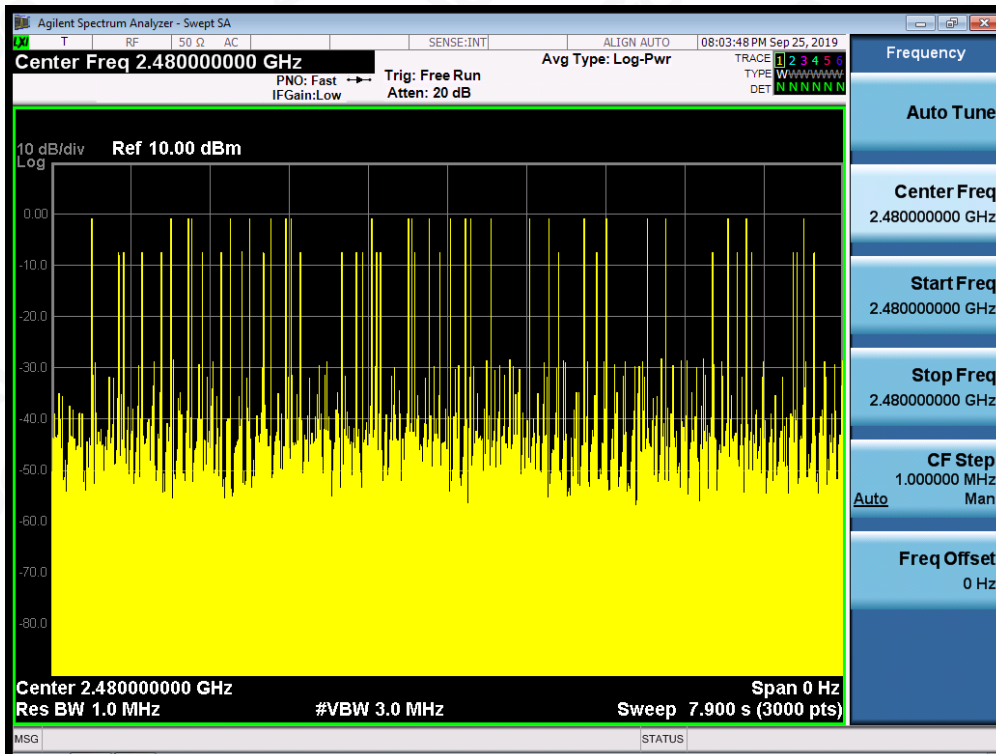 Agilent Spectrum Analyzer - Swept SA
LXI T RF 50 Ω AC SENSE:INT ALIGN AUTO 08:03:48 PM Sep 25, 2019
Center Freq 2.480000000 GHz
PNO: Fast
IFGain:Low
Trig: Free Run
Atten: 20 dB
Avg Type: Log-Pwr
TRACE 1 2 3 4 5 6
TYPE WWWWWWW
DET N N N N N N
10 dB/div Ref 10.00 dBm
Log
0.00
-10.0
-20.0
-30.0
-40.0
-50.0
-60.0
-70.0
-80.0
Center 2.480000000 GHz Span 0 Hz
Res BW 1.0 MHz #VBW 3.0 MHz Sweep 7.900 s (3000 pts)
MSG STATUS
Frequency
Auto Tune
Center Freq
2.480000000 GHz
Start Freq
2.480000000 GHz
Stop Freq
2.480000000 GHz
CF Step
1.000000 MHz
Auto Man
Freq Offset
0 Hz